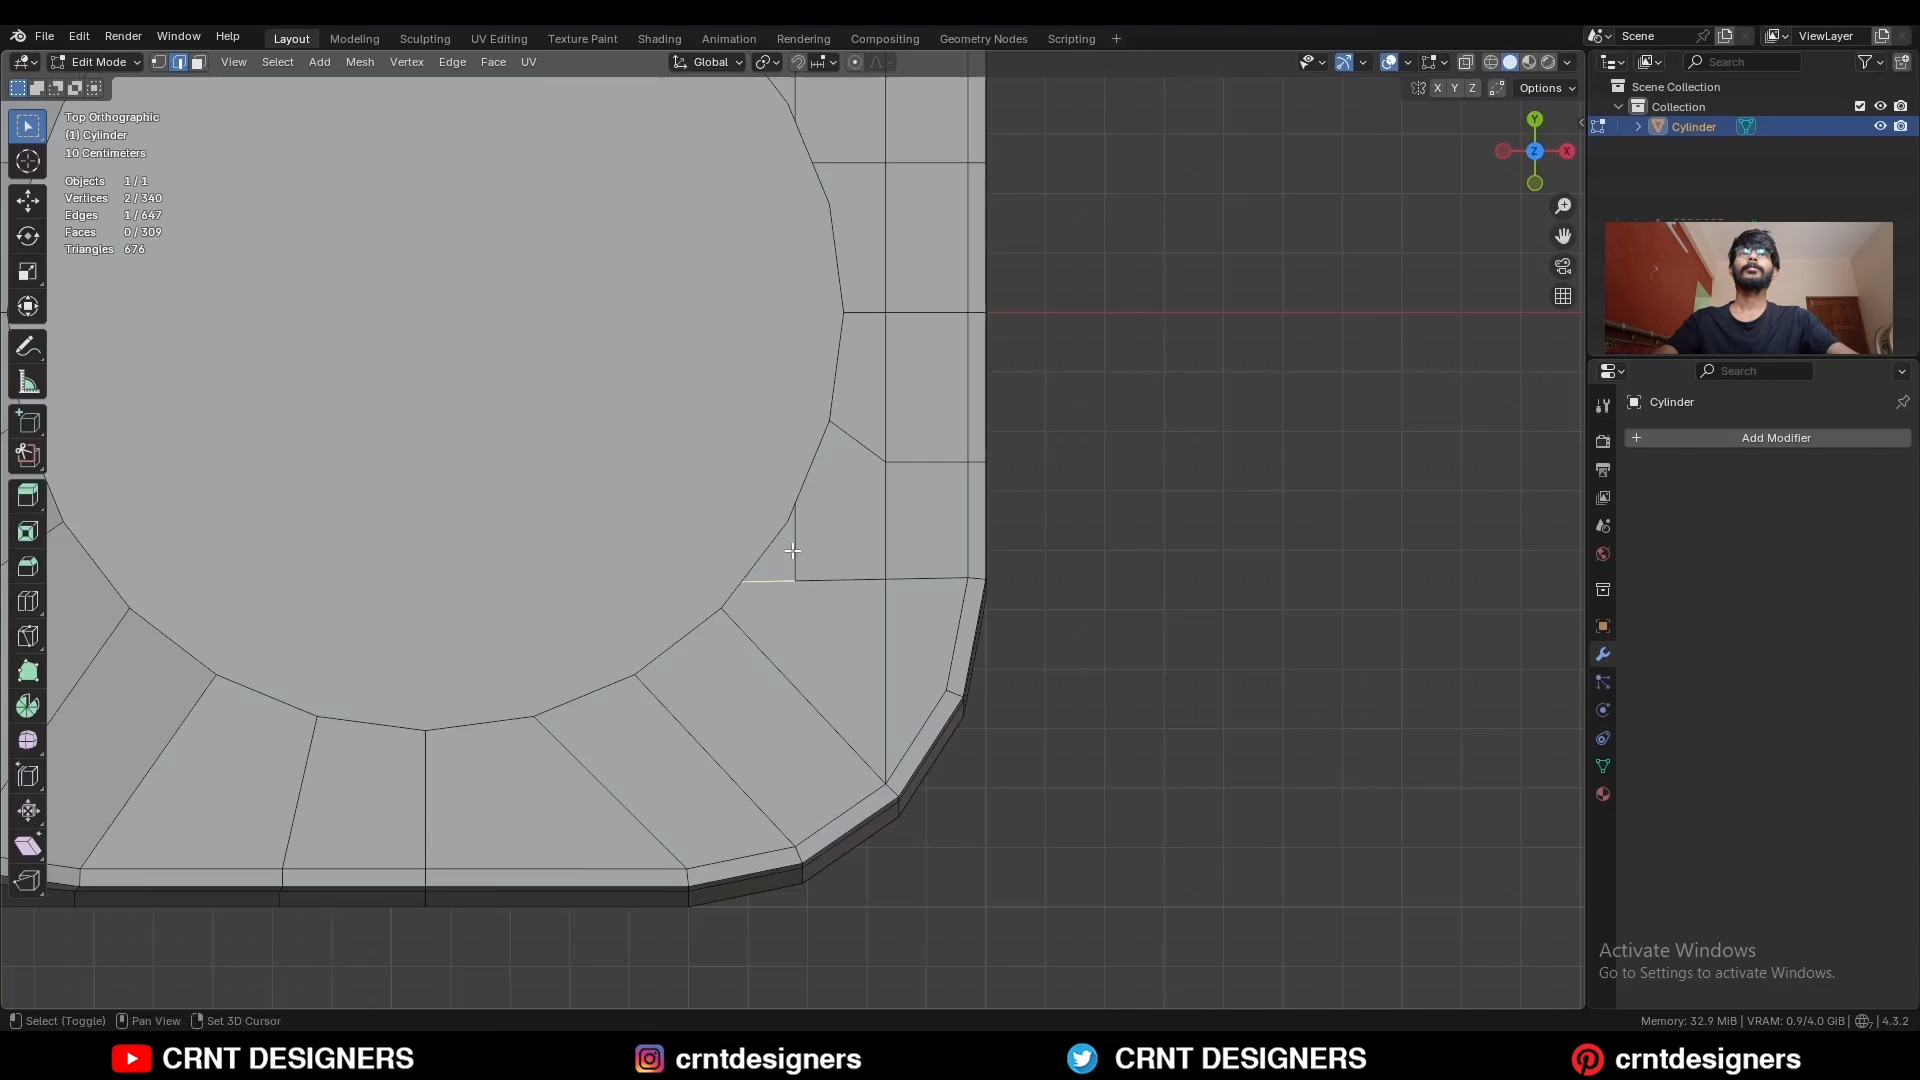 File Edit Render Window Help Layout Modeling Sculpting UV Editing Texture Paint Shading Animation Rendering Compositing Geometry Nodes Scripting + Scene ViewLayer
Edit Mode View Select Add Mesh Vertex Edge Face UV Global Search
X Y Z Options
Scene Collection
Collection
Cylinder
Top Orthographic
(1) Cylinder
10 Centimeters
Objects 1 / 1
Vertices 2 / 340
Edges 1 / 647
Faces 0 / 309
Triangles 676
Y
Z X
Search
Cylinder
Add Modifier
Activate Windows
Go to Settings to activate Windows.
Select (Toggle) Pan View Set 3D Cursor Memory: 32.9 MiB | VRAM: 0.9/4.0 GiB | 7 | 4.3.2
CRNT DESIGNERS crntdesigners CRNT DESIGNERS crntdesigners